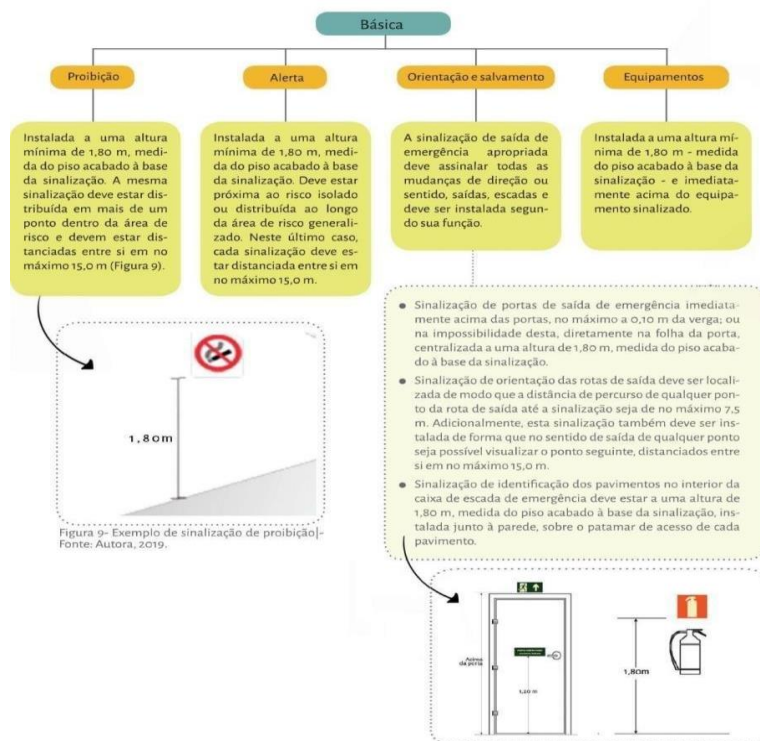 Básica
Proibição
Alerta
Orientação e salvamento
Equipamentos
Instalada a uma altura
mínima de 1,80 m, medi-
da do piso acabado à base
da sinalização. A mesma
sinalização deve estar dis-
tribuída em mais de um
ponto dentro da área de
risco e devem estar dis-
tanciadas entre si em no
máximo 15,0 m (Figura 9).
Instalada a uma altura
mínima de 1,80 m, medi-
da do piso acabado à base
da sinalização. Deve estar
próxima ao risco isolado
ou distribuída ao longo
da área de risco generali-
zado. Neste último caso,
cada sinalização deve es-
tar distanciada entre si em
no máximo 15,0 m.
A sinalização de saída de
emergência apropriada
deve assinalar todas as
mudanças de direção ou
sentido, saídas, escadas e
deve ser instalada segun-
do sua função.
Instalada a uma altura mí-
nima de 1,80 m - medida
do piso acabado à base da
sinalização - e imediata-
mente acima do equipa-
mento sinalizado.
• Sinalização de portas de saída de emergência imediata-
mente acima das portas, no máximo a 0,10 m da verga; ou
na impossibilidade desta, diretamente na folha da porta,
centralizada a uma altura de 1,80 m, medida do piso acaba-
do à base da sinalização.
• Sinalização de orientação das rotas de saída deve ser locali-
zada de modo que a distância de percurso de qualquer pon-
to da rota de saída até a sinalização seja de no máximo 7,5
m. Adicionalmente, esta sinalização também deve ser ins-
talada de forma que no sentido de saída de qualquer ponto
seja possível visualizar o ponto seguinte, distanciados entre
si em no máximo 15,0 m.
• Sinalização de identificação dos pavimentos no interior da
caixa de escada de emergência deve estar a uma altura de
1,80 m, medida do piso acabado à base da sinalização, ins-
talada junto à parede, sobre o patamar de acesso de cada
pavimento.
1,80m
Figura 9- Exemplo de sinalização de proibição|-
Fonte: Autora, 2019.
da porta
1,80m